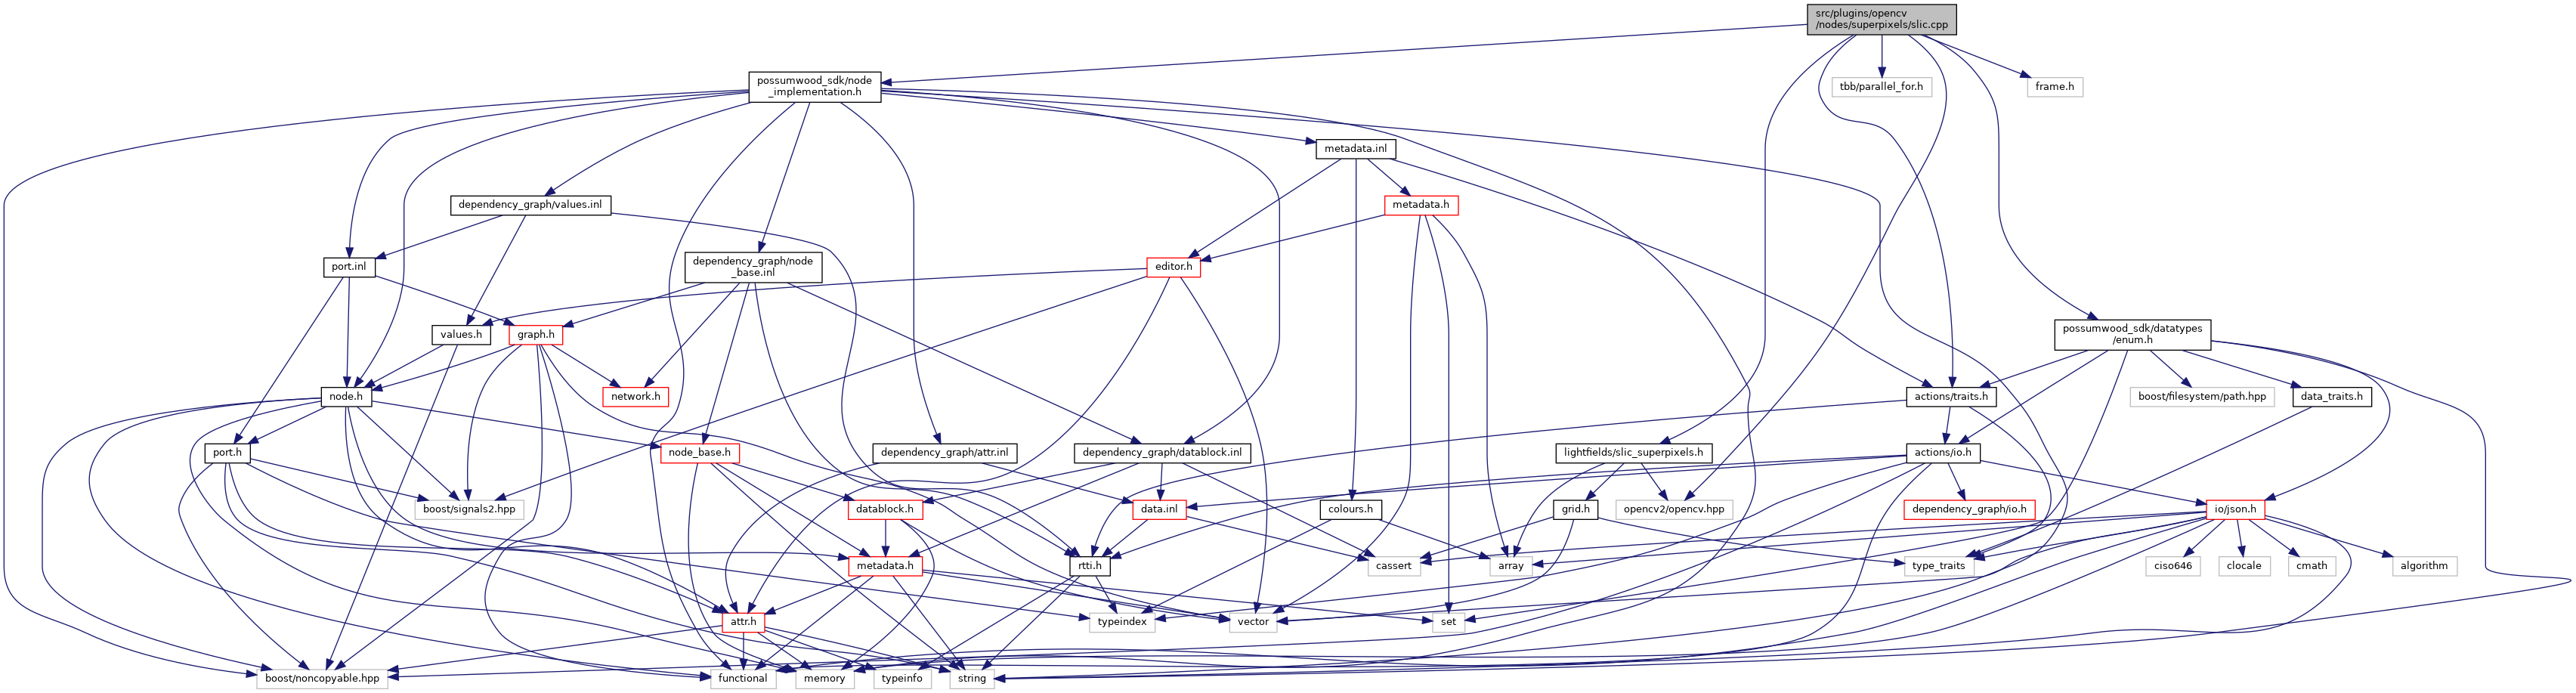 src/plugins/opencv
/nodes/superpixels/slic.cpp
possumwood_sdk/node
_implementation.h
tbb/parallel_for.h
frame.h
metadata.inl
dependency_graph/values.inl
metadata.h
port.inl
dependency_graph/node
_base.inl
editor.h
values.h
graph.h
possumwood_sdk/datatypes
/enum.h
node.h
network.h
actions/traits.h
boost/filesystem/path.hpp
data_traits.h
port.h
node_base.h
dependency_graph/attr.inl
dependency_graph/datablock.inl
lightfields/slic_superpixels.h
actions/io.h
boost/signals2.hpp
datablock.h
data.inl
colours.h
grid.h
opencv2/opencv.hpp
dependency_graph/io.h
io/json.h
metadata.h
rtti.h
cassert
array
type_traits
ciso646
clocale
cmath
algorithm
attr.h
typeindex
vector
set
boost/noncopyable.hpp
functional
memory
typeinfo
string